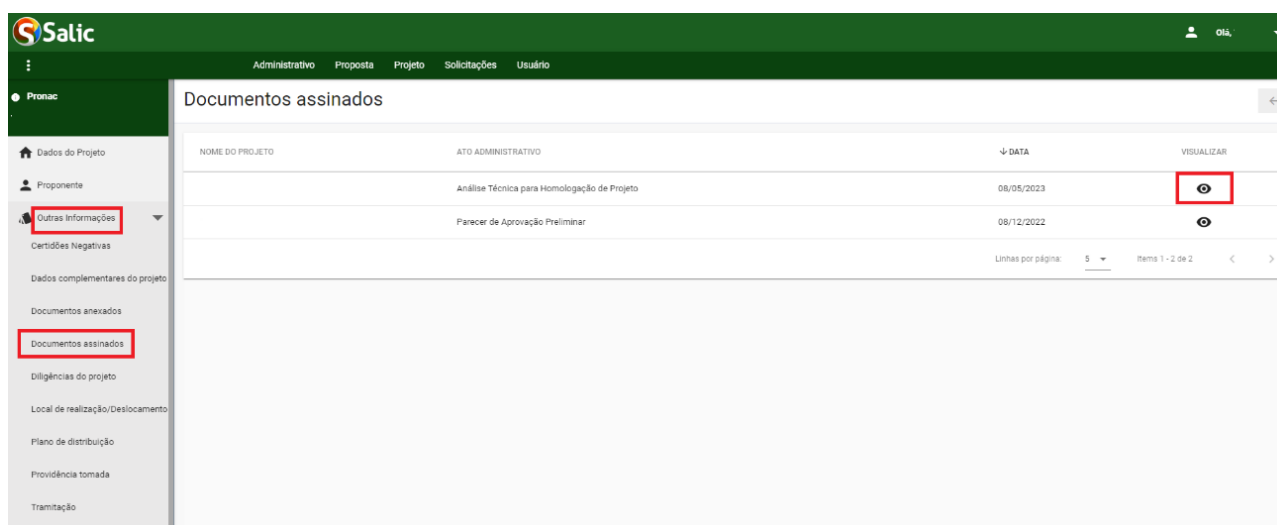 Salic
Olá,
Administrativo Proposta Projeto Solicitações Usuário
Pronac
Documentos assinados
Dados do Projeto
Proponente
Outras Informações
Certidões Negativas
Dados complementares do projeto
Documentos anexados
Documentos assinados
Diligências do projeto
Local de realização/Deslocamento
Plano de distribuição
Providência tomada
Tramitação
NOME DO PROJETO ATO ADMINISTRATIVO DATA VISUALIZAR
Análise Técnica para Homologação de Projeto 08/05/2023
Parecer de Aprovação Preliminar 08/12/2022
Linhas por página: 5 Items 1 - 2 de 2